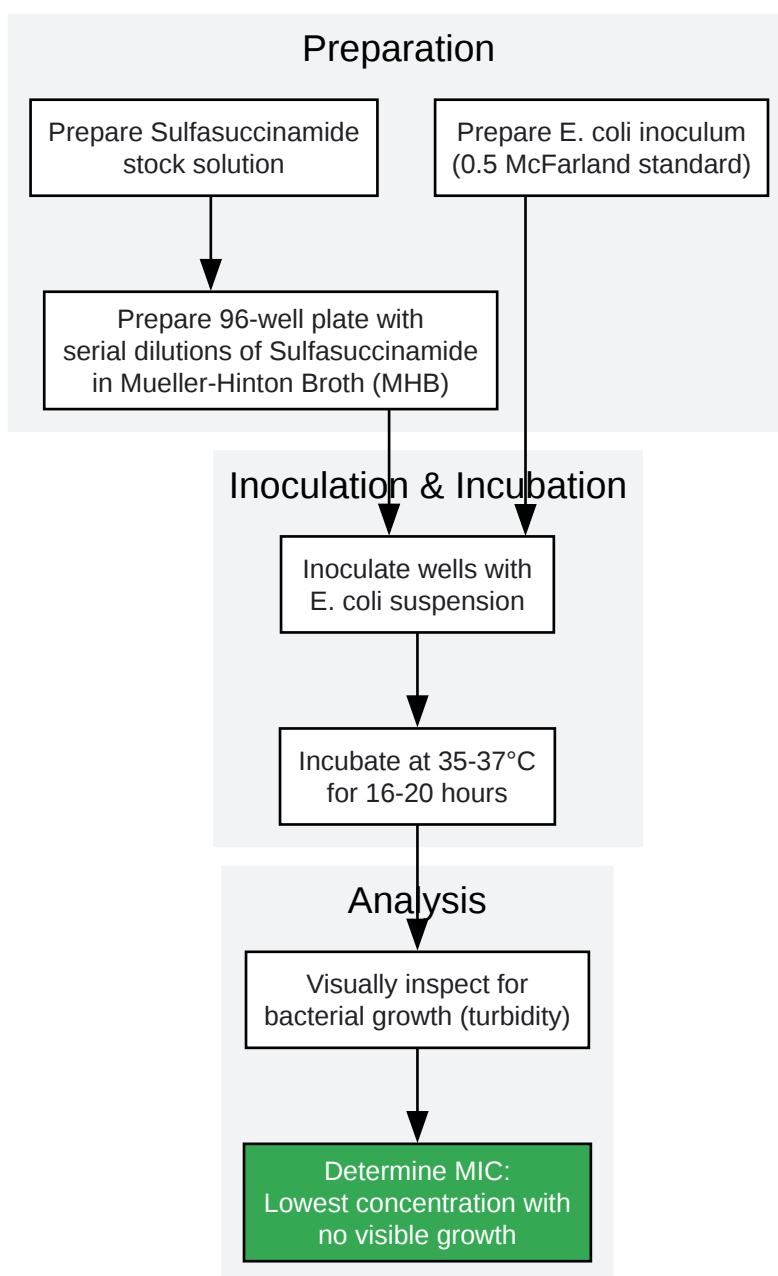 Preparation
Prepare Sulfasuccinamide
stock solution
Prepare E. coli inoculum
(0.5 McFarland standard)
Prepare 96-well plate with
serial dilutions of Sulfasuccinamide
in Mueller-Hinton Broth (MHB)
Inoculation & Incubation
Inoculate wells with
E. coli suspension
Incubate at 35-37°C
for 16-20 hours
Analysis
Visually inspect for
bacterial growth (turbidity)
Determine MIC:
Lowest concentration with
no visible growth